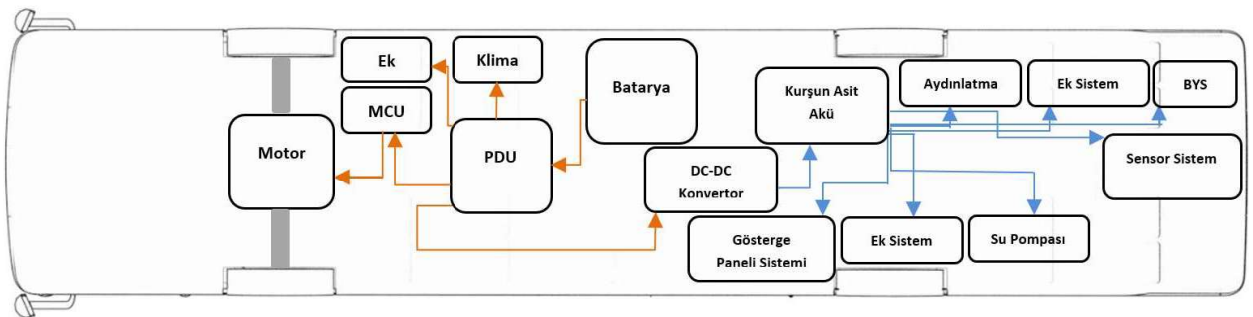 Ek
Klima
Batarya
MCU
Motor
PDU
Kurşun Asit
Akü
Aydınlatma
Ek Sistem
BYS
Sensor Sistem
DC-DC
Konvertor
Gösterge
Paneli Sistemi
Ek Sistem
Su Pompası